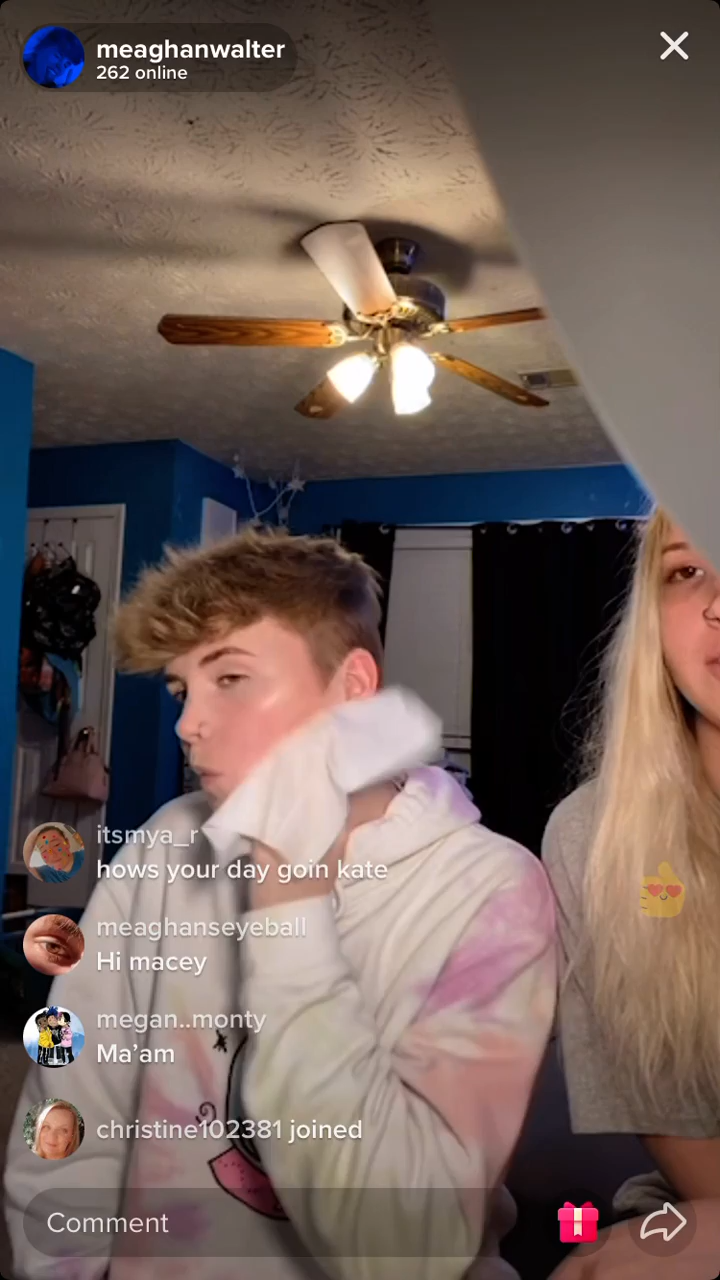 meaghanwalter
262 online
itsmya_r
hows your day goin kate
meaghanseyeball
Hi macey
megan..monty
Ma’am
christine102381 joined
Comment